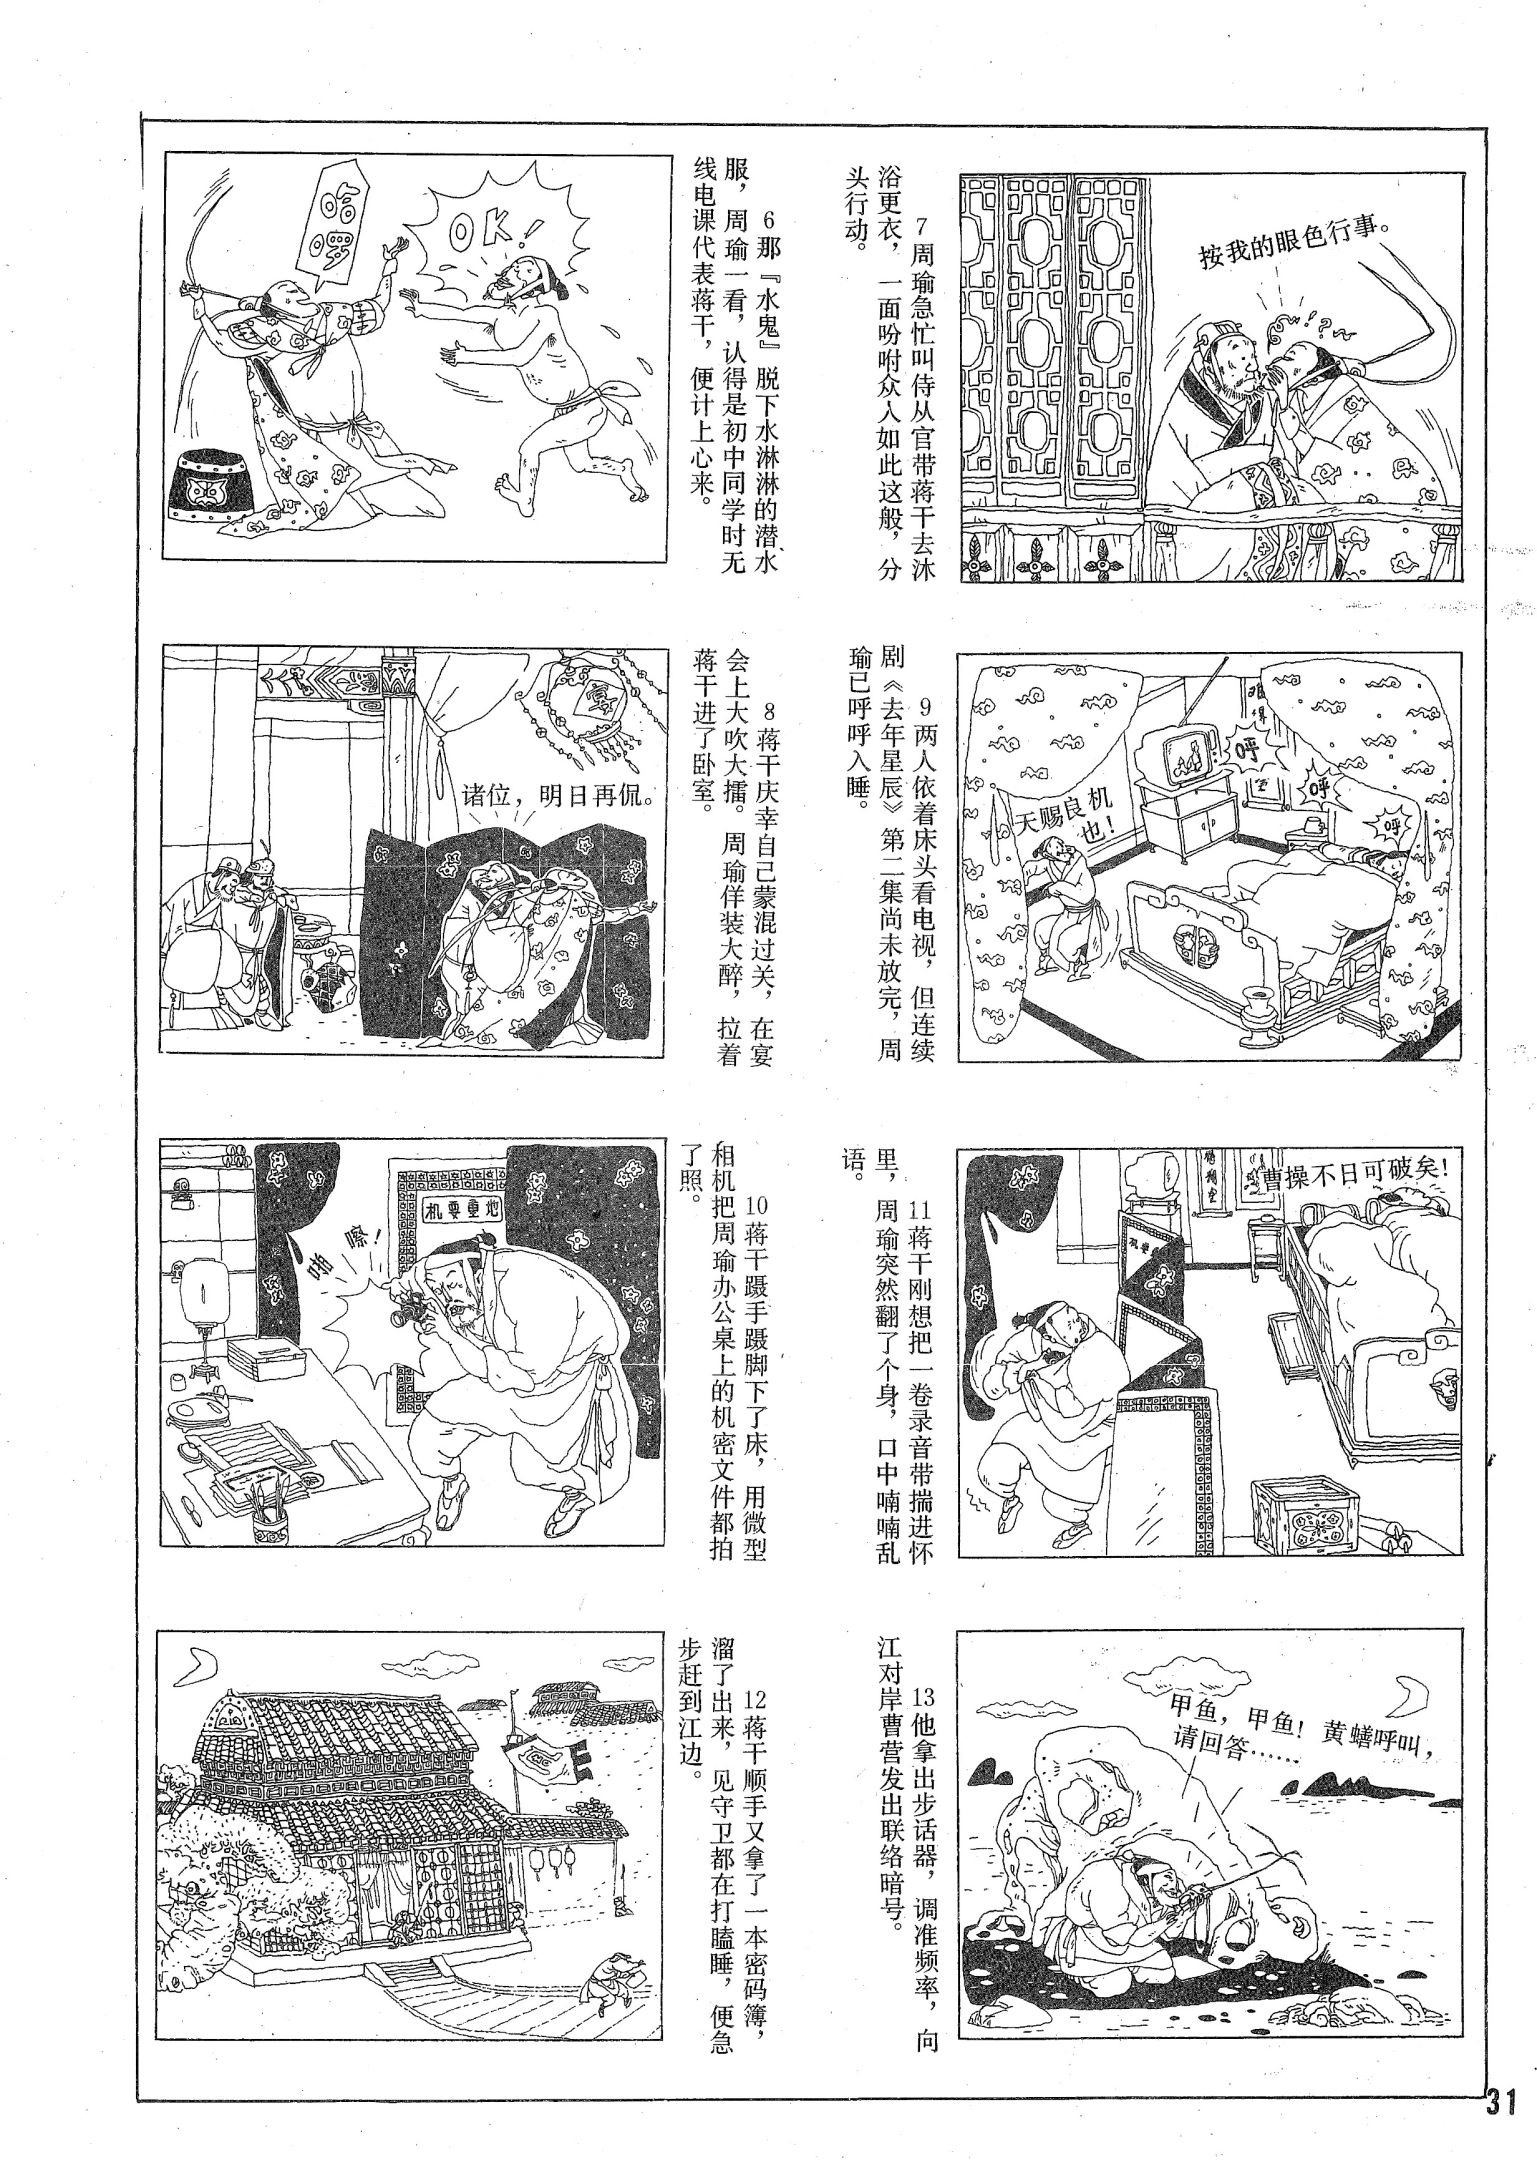 哈
啰
OK!
6 那『水鬼』脱下水淋淋的潜水
服，周瑜一看，认得是初中同学时无
线电课代表蒋干，便计上心来。
按我的眼色行事。
7 周瑜急忙叫侍从官带蒋干去沐
浴更衣，一面吩咐众人如此这般，分
头行动。
宴
诸位，明日再侃。
8 蒋干庆幸自己蒙混过关，在宴
会上大吹大擂。周瑜佯装大醉，拉着
蒋干进了卧室。
天赐良机
也！
呼
呼
呼
9 两人依着床头看电视，但连续
剧《去年星辰》第二集尚未放完，周
瑜已呼呼入睡。
机要重地
啪 嚓！
10 蒋干蹑手蹑脚下了床，用微型
相机把周瑜办公桌上的机密文件都拍
了照。
曹操不日可破矣！
机要
11 蒋干刚想把一卷录音带揣进怀
里，周瑜突然翻了个身，口中喃喃乱
语。
12 蒋干顺手又拿了一本密码簿，
溜了出来，见守卫都在打瞌睡，便急
步赶到江边。
甲鱼，甲鱼！黄鳝呼叫，
请回答……
13 他拿出步话器，调准频率，向
江对岸曹营发出联络暗号。
31